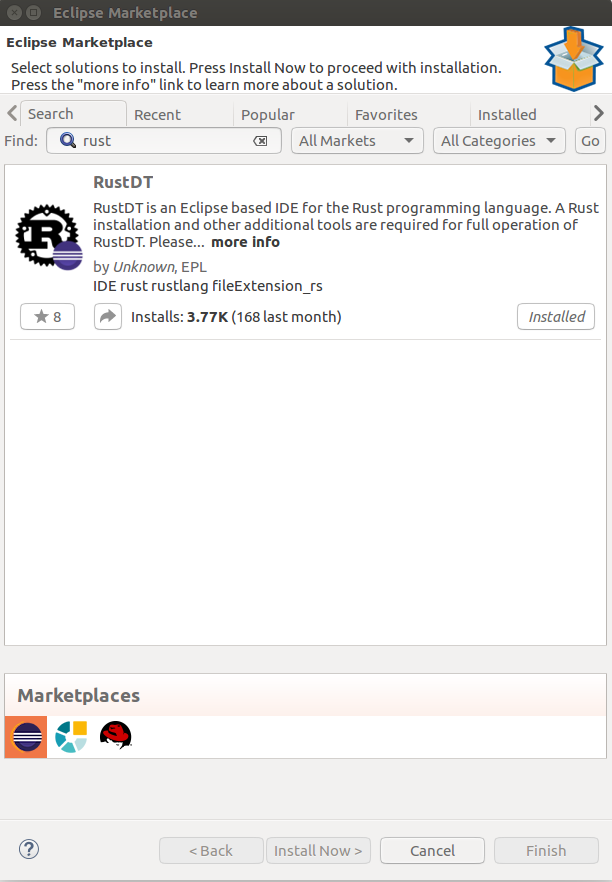 Eclipse Marketplace
Eclipse Marketplace
Select solutions to install. Press Install Now to proceed with installation.
Press the "more info" link to learn more about a solution.
Search Recent Popular Favorites Installed
Find: rust All Markets All Categories Go
RustDT
RustDT is an Eclipse based IDE for the Rust programming language. A Rust
installation and other additional tools are required for full operation of
RustDT. Please... more info
by Unknown, EPL
IDE rust rustlang fileExtension_rs
8 Installs: 3.77K (168 last month) Installed
Marketplaces
? < Back Install Now > Cancel Finish